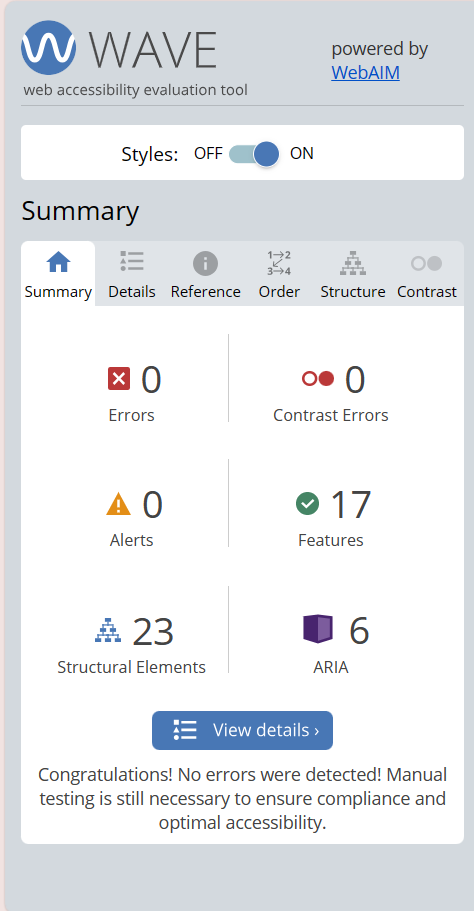 WAVE
powered by
WebAIM
web accessibility evaluation tool
Styles: OFF ON
Summary
1 2
3 4
Summary Details Reference Order Structure Contrast
0 0
Errors Contrast Errors
0 17
Alerts Features
23 6
Structural Elements ARIA
View details ›
Congratulations! No errors were detected! Manual
testing is still necessary to ensure compliance and
optimal accessibility.